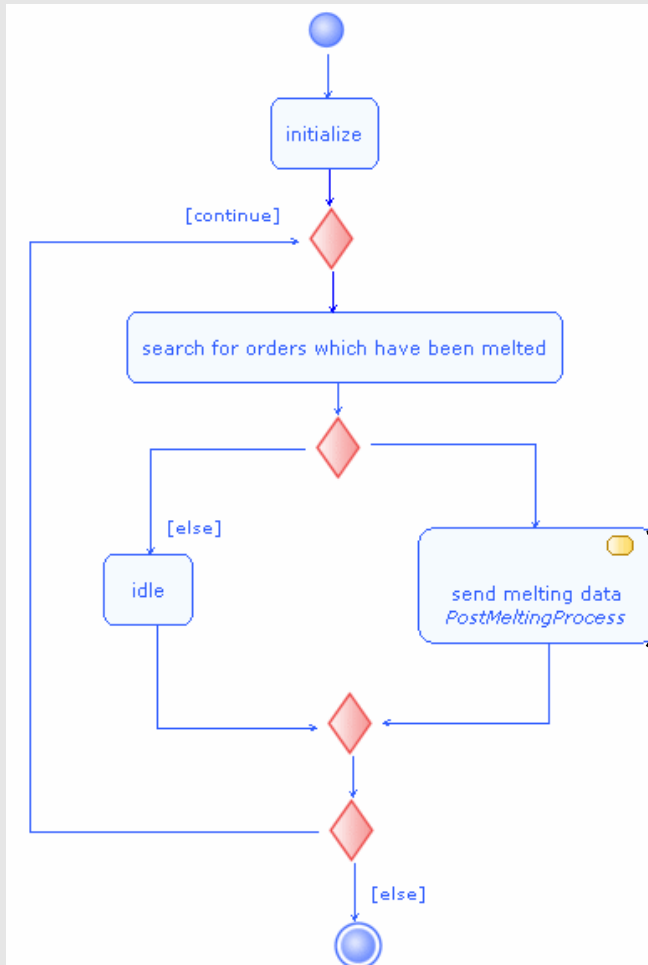 initialize
[continue]
search for orders which have been melted
[else]
idle
send melting data
PostMeltingProcess
[else]